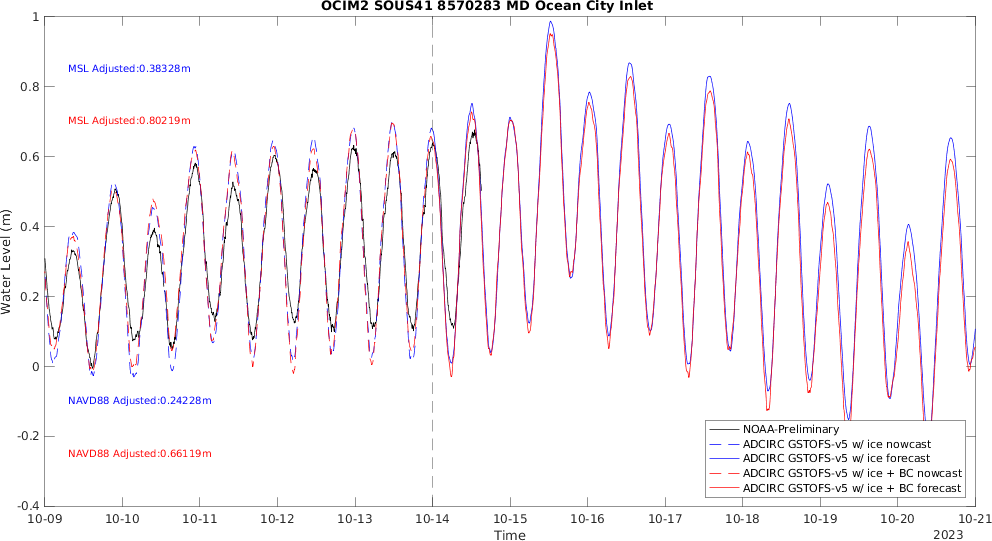 OCIM2 SOUS41 8570283 MD Ocean City Inlet
1
0.8
0.6
0.4
0.2
0
-0.2
-0.4
Water Level (m)
MSL Adjusted:0.38328m
MSL Adjusted:0.80219m
NAVD88 Adjusted:0.24228m
NAVD88 Adjusted:0.66119m
NOAA-Preliminary
ADCIRC GSTOFS-v5 w/ ice nowcast
ADCIRC GSTOFS-v5 w/ ice forecast
ADCIRC GSTOFS-v5 w/ ice + BC nowcast
ADCIRC GSTOFS-v5 w/ ice + BC forecast
10-09 10-10 10-11 10-12 10-13 10-14 10-15 10-16 10-17 10-18 10-19 10-20 10-21
Time
2023